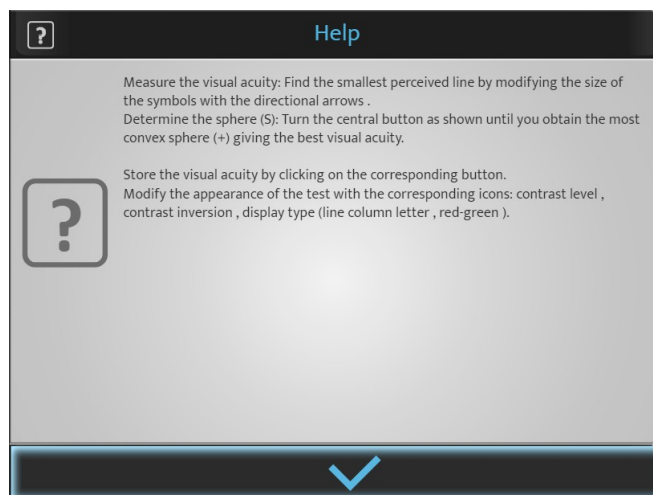 ?
Help
Measure the visual acuity: Find the smallest perceived line by modifying the size of
the symbols with the directional arrows .
Determine the sphere (S): Turn the central button as shown until you obtain the most
convex sphere (+) giving the best visual acuity.
Store the visual acuity by clicking on the corresponding button.
Modify the appearance of the test with the corresponding icons: contrast level ,
contrast inversion , display type (line column letter , red-green ).
?